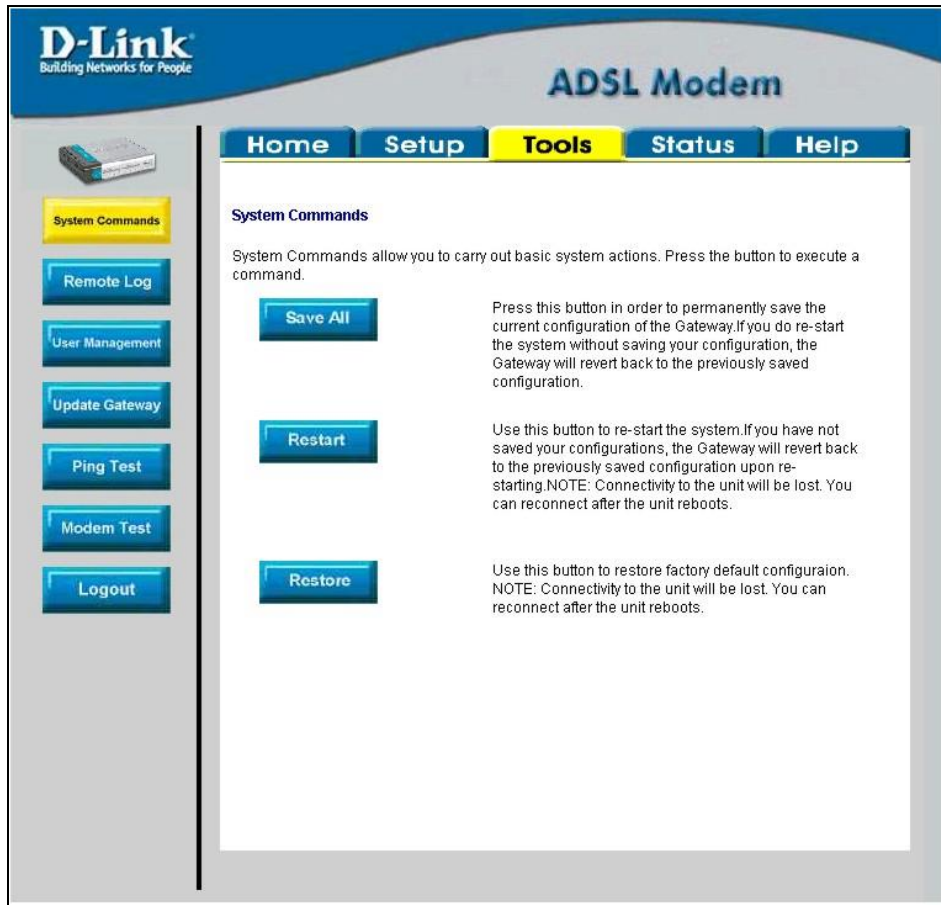 D-Link
Building Networks for People
ADSL Modem
Home Setup Tools Status Help
System Commands
Remote Log
User Management
Update Gateway
Ping Test
Modem Test
Logout
System Commands
System Commands allow you to carry out basic system actions. Press the button to execute a
command.
Save All
Press this button in order to permanently save the
current configuration of the Gateway.If you do re-start
the system without saving your configuration, the
Gateway will revert back to the previously saved
configuration.
Restart
Use this button to re-start the system.If you have not
saved your configurations, the Gateway will revert back
to the previously saved configuration upon re-
starting.NOTE: Connectivity to the unit will be lost. You
can reconnect after the unit reboots.
Restore
Use this button to restore factory default configuraion.
NOTE: Connectivity to the unit will be lost. You can
reconnect after the unit reboots.